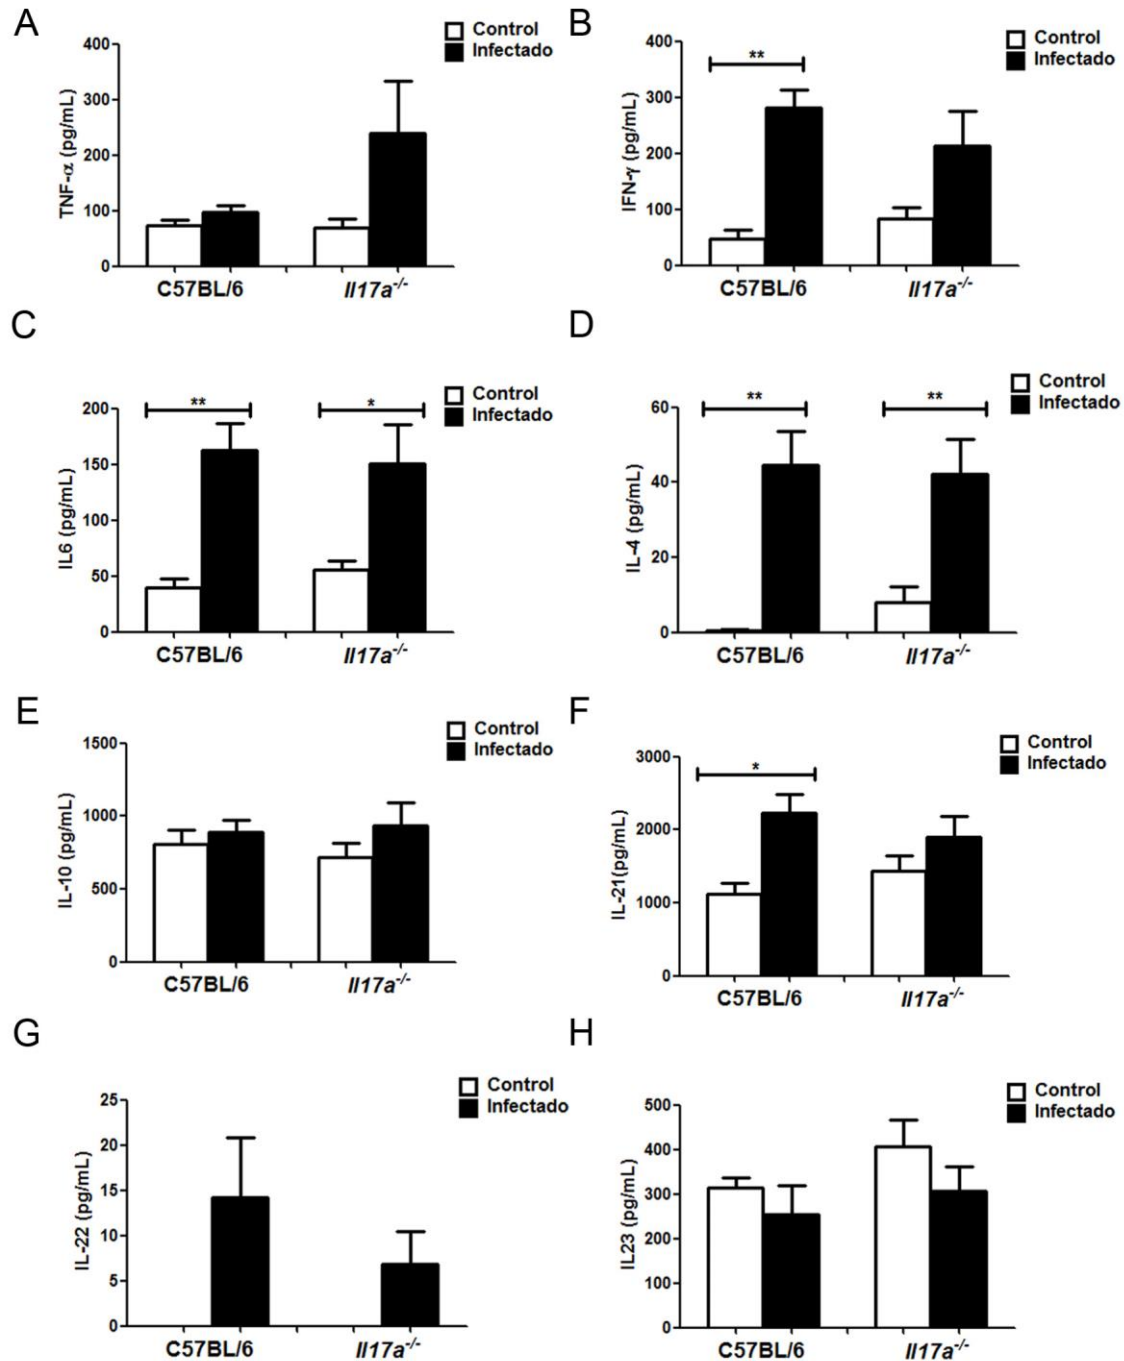 A
Control
Infectado
TNF-α (pg/mL)
400
300
200
100
0
C57BL/6
Il17a-/-
B
Control
Infectado
IFN-γ (pg/mL)
400
300
200
100
0
**
C57BL/6
Il17a-/-
C
Control
Infectado
IL6 (pg/mL)
200
150
100
50
0
**
*
C57BL/6
Il17a-/-
D
Control
Infectado
IL-4 (pg/mL)
60
40
20
0
**
**
C57BL/6
Il17a-/-
E
Control
Infectado
IL-10 (pg/mL)
1500
1000
500
0
C57BL/6
Il17a-/-
F
Control
Infectado
IL-21(pg/mL)
3000
2000
1000
0
*
C57BL/6
Il17a-/-
G
Control
Infectado
IL-22 (pg/mL)
25
20
15
10
5
0
C57BL/6
Il17a-/-
H
Control
Infectado
IL23 (pg/mL)
500
400
300
200
100
0
C57BL/6
Il17a-/-